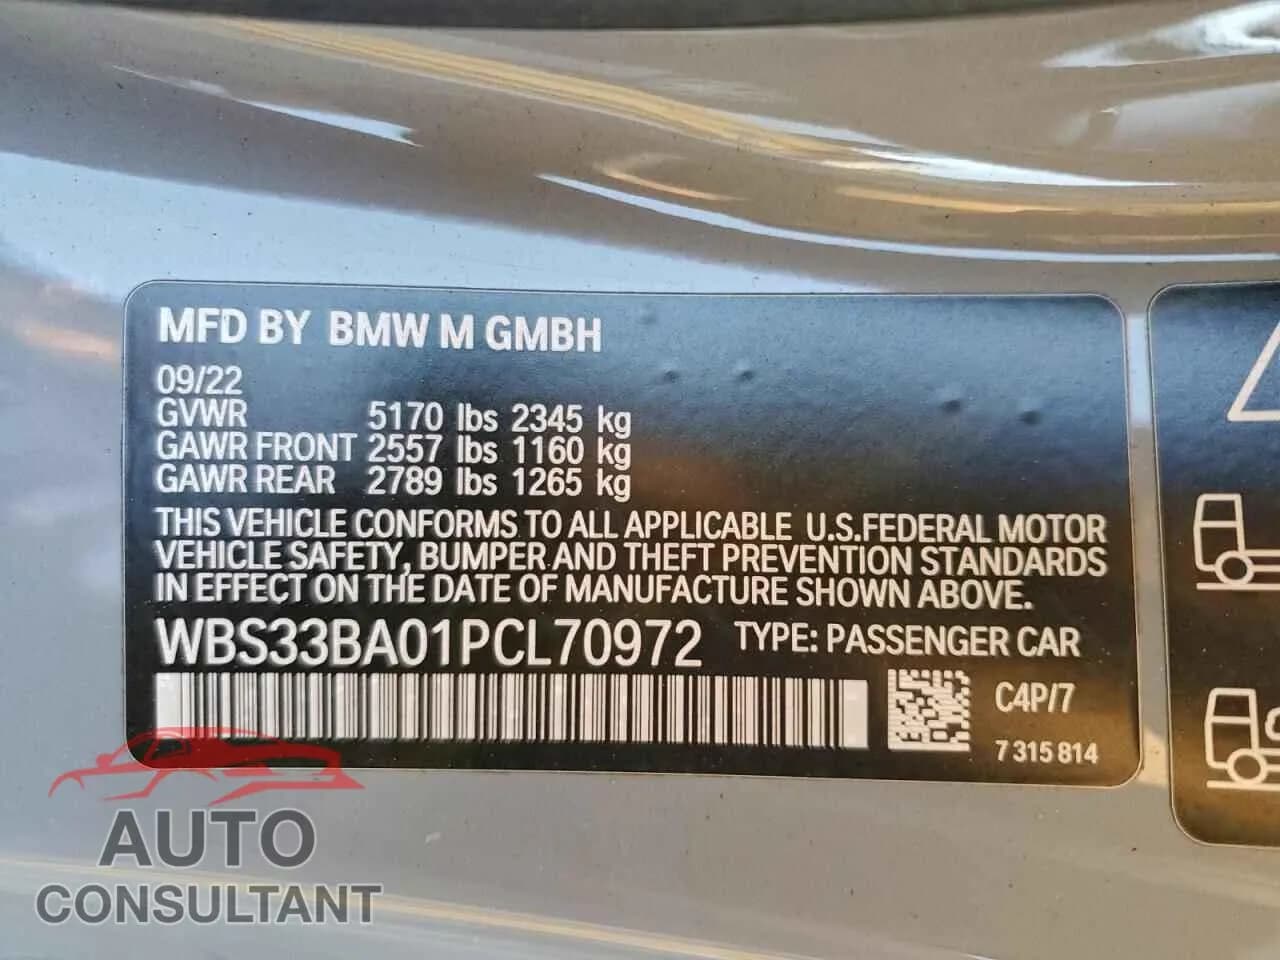 MFD BY BMW M GMBH
09/22
GVWR 5170 lbs 2345 kg
GAWR FRONT 2557 lbs 1160 kg
GAWR REAR 2789 lbs 1265 kg
THIS VEHICLE CONFORMS TO ALL APPLICABLE U.S.FEDERAL MOTOR
VEHICLE SAFETY, BUMPER AND THEFT PREVENTION STANDARDS
IN EFFECT ON THE DATE OF MANUFACTURE SHOWN ABOVE.
WBS33BA01PCL70972 TYPE: PASSENGER CAR
C4P/7
7 315 814
AUTO
CONSULTANT